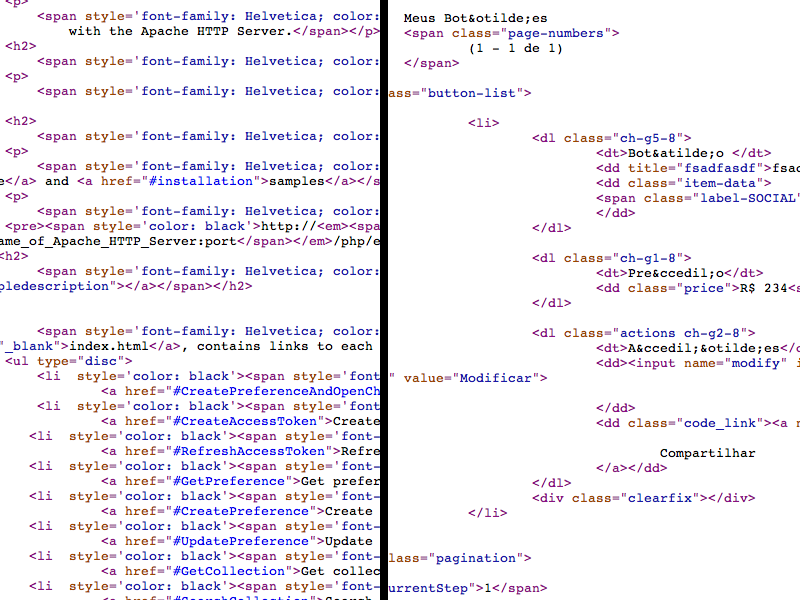 <p>
<span style='font-family: Helvetica; color:
with the Apache HTTP Server.</span></p>
<h2>
<span style='font-family: Helvetica; color:
<p>
<span style='font-family: Helvetica; color:
<h2>
<span style='font-family: Helvetica; color:
<p>
<span style='font-family: Helvetica; color:
e</a> and <a href="#installation">samples</a></s
<p>
<span style='font-family: Helvetica; color:
<pre><span style='color: black'>http://<em><spa
ame_of_Apache_HTTP_Server:port</span></em>/php/e
<h2>
<span style='font-family: Helvetica; color:
pledescription"></a></span></h2>
<span style='font-family: Helvetica; color:
"_blank">index.html</a>, contains links to each
<ul type="disc">
<li  style='color: black'><span style='font
<a href="#CreatePreferenceAndOpenCh
<li  style='color: black'><span style='font
<a href="#CreateAccessToken">Create
<li  style='color: black'><span style='font-
<a href="#RefreshAccessToken">Refre
<li  style='color: black'><span style='font-
<a href="#GetPreference">Get prefer
<li  style='color: black'><span style='font-
<a href="#CreatePreference">Create
<li  style='color: black'><span style='font-
<a href="#UpdatePreference">Update
<li  style='color: black'><span style='font-
<a href="#GetCollection">Get collec
<li  style='color: black'><span style='font-
Meus Bot&otilde;es
<span class="page-numbers">
(1 - 1 de 1)
</span>
ass="button-list">
<li>
<dl class="ch-g5-8">
<dt>Bot&atilde;o </dt>
<dd title="fsadfasdf">fsad
<dd class="item-data">
<span class="label-SOCIAL"
</dd>
</dl>
<dl class="ch-g1-8">
<dt>Pre&ccedil;o</dt>
<dd class="price">R$ 234<s
</dl>
<dl class="actions ch-g2-8">
<dt>A&ccedil;&otilde;es</d
<dd><input name="modify" i
" value="Modificar">
</dd>
<dd class="code_link"><a r
Compartilhar
</a></dd>
</dl>
<div class="clearfix"></div>
</li>
lass="pagination">
urrentStep">1</span>